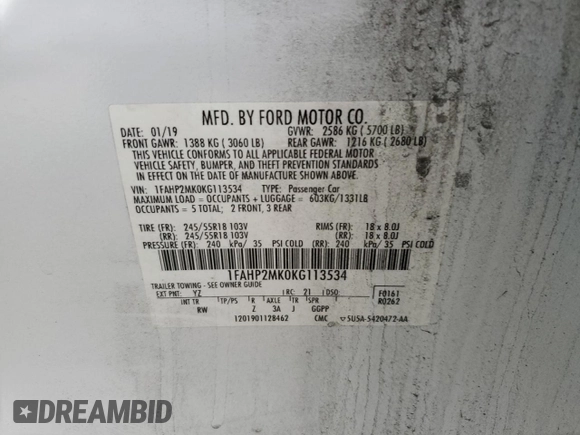 MFD. BY FORD MOTOR CO.
DATE: 01/19 GVWR: 2586 KG ( 5700 LB)
FRONT GAWR: 1388 KG ( 3060 LB) REAR GAWR: 1216 KG ( 2680 LB)
THIS VEHICLE CONFORMS TO ALL APPLICABLE FEDERAL MOTOR
VEHICLE SAFETY, BUMPER, AND THEFT PREVENTION STANDARDS
IN EFFECT ON THE DATE OF MANUFACTURE SHOWN ABOVE.
VIN: 1FAHP2MK0KG113534 TYPE: Passenger Car
MAXIMUM LOAD = OCCUPANTS + LUGGAGE = 603KG/1331LB
OCCUPANTS = 5 TOTAL; 2 FRONT, 3 REAR
TIRE (FR): 245/55R18 103V RIMS (FR): 18 x 8.0J
(RR): 245/55R18 103V (RR): 18 x 8.0J
PRESSURE (FR): 240 kPa/ 35 PSI COLD (RR): 240 kPa/ 35 PSI COLD
1FAHP2MK0KG113534
TRAILER TOWING - SEE OWNER GUIDE
EXT PNT: YZ RC: 21 DSO: F0161
INT TR TP/PS R AXLE TR SPR R0262
RW Z 3A J GGPP
1201901128462 CMC ▽5U5A-5420472-AA
DREAMBID